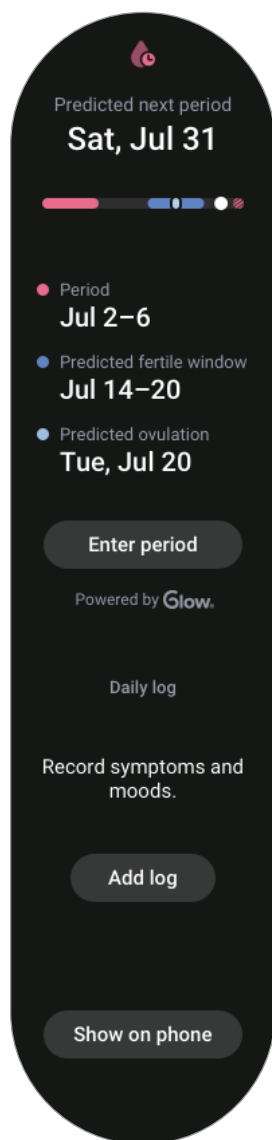 Predicted next period
Sat, Jul 31
Period
Jul 2–6
Predicted fertile window
Jul 14–20
Predicted ovulation
Tue, Jul 20
Enter period
Powered by Glow.
Daily log
Record symptoms and
moods.
Add log
Show on phone